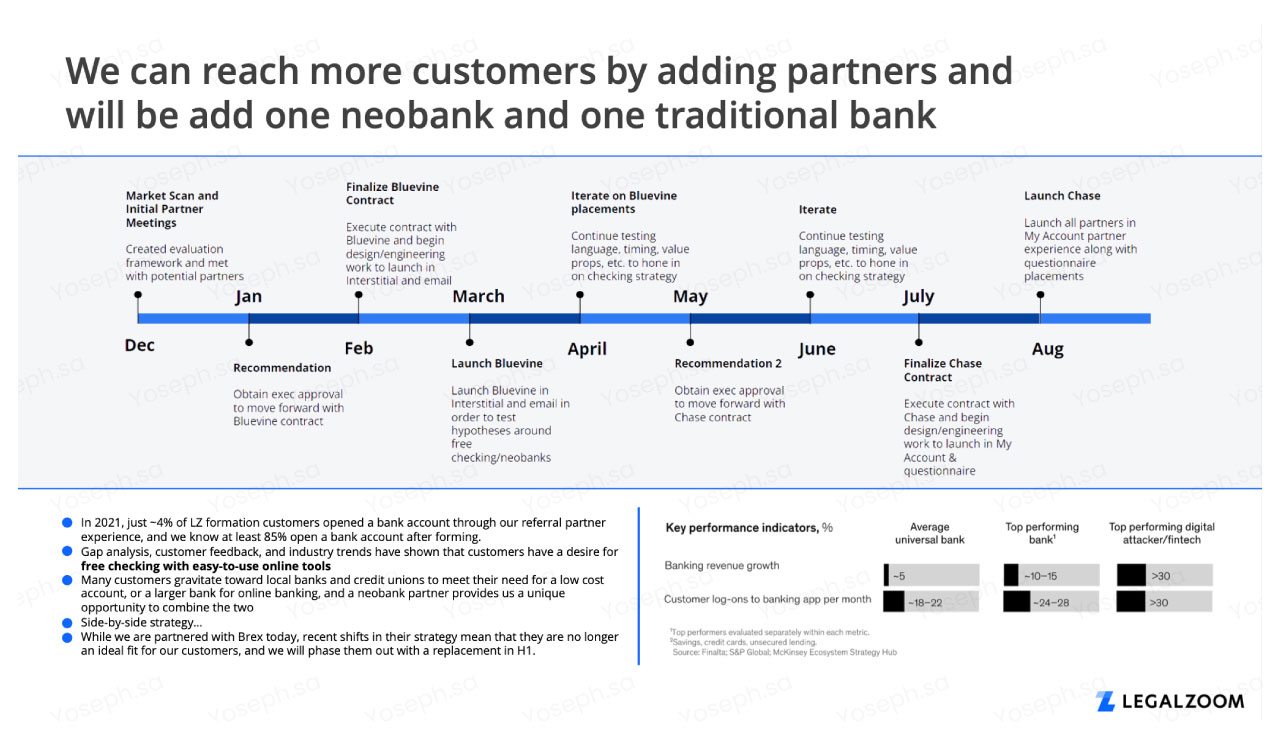 We can reach more customers by adding partners and
will be add one neobank and one traditional bank
Market Scan and
Initial Partner
Meetings
Created evaluation
framework and met
with potential partners
Finalize Bluevine
Contract
Execute contract with
Bluevine and begin
design/engineering
work to launch in
Interstitial and email
Iterate on Bluevine
placements
Continue testing
language, timing, value
props, etc. to hone in
on checking strategy
Iterate
Continue testing
language, timing, value
props, etc. to hone in
on checking strategy
Launch Chase
Launch all partners in
My Account partner
experience along with
questionnaire
placements
Jan
March
May
July
Dec
Feb
April
June
Aug
Recommendation
Obtain exec approval
to move forward with
Bluevine contract
Launch Bluevine
Launch Bluevine in
Interstitial and email in
order to test
hypotheses around
free
checking/neobanks
Recommendation 2
Obtain exec approval
to move forward with
Chase contract
Finalize Chase
Contract
Execute contract with
Chase and begin
design/engineering
work to launch in My
Account &
questionnaire
In 2021, just ~4% of LZ formation customers opened a bank account through our referral partner
experience, and we know at least 85% open a bank account after forming.
Gap analysis, customer feedback, and industry trends have shown that customers have a desire for
free checking with easy-to-use online tools
Many customers gravitate toward local banks and credit unions to meet their need for a low cost
account, or a larger bank for online banking, and a neobank partner provides us a unique
opportunity to combine the two
Side-by-side strategy...
While we are partnered with Brex today, recent shifts in their strategy mean that they are no longer
an ideal fit for our customers, and we will phase them out with a replacement in H1.
Key performance indicators, %
Average
universal bank
Top performing
bank¹
Top performing digital
attacker/fintech
Banking revenue growth
~5
~10–15
>30
Customer log-ons to banking app per month
~18–22
~24–28
>30
¹Top performers evaluated separately within each metric.
²Savings, credit cards, unsecured lending.
Source: Finalta; S&P Global; McKinsey Ecosystem Strategy Hub
LEGALZOOM
Yoseph.sa